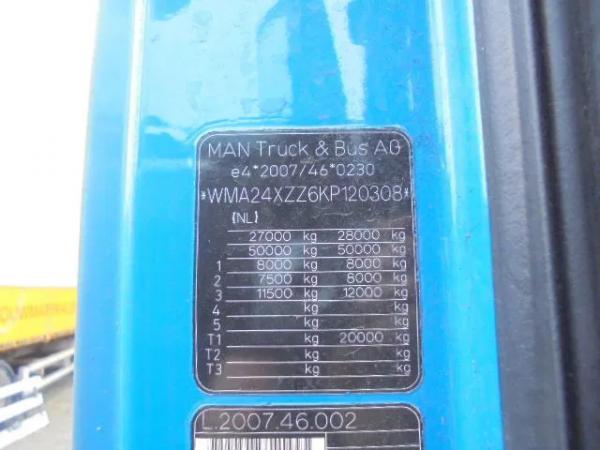 MAN Truck & Bus AG
e4*2007/46*0230
*WMA24XZZ6KP120308*
(NL)
27000 kg 28000 kg
50000 kg 50000 kg
1 8000 kg 8000 kg
2 7500 kg 8000 kg
3 11500 kg 12000 kg
4 kg kg
5 kg kg
T1 kg 20000 kg
T2 kg kg
T3 kg kg
L.2007.46.002